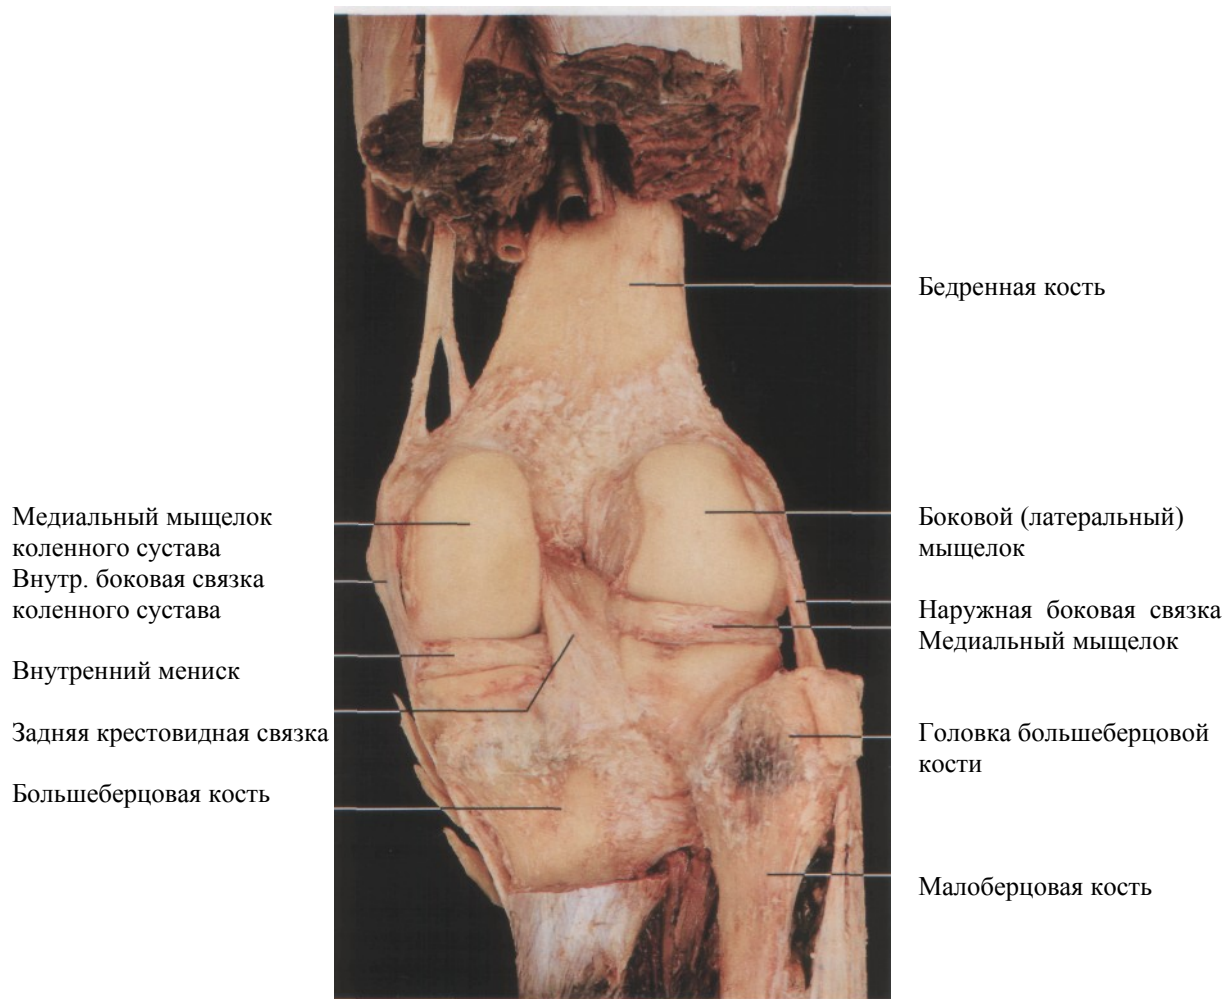 Медиальный мыщелок
коленного сустава
Внутр. боковая связка
коленного сустава
Внутренний мениск
Задняя крестовидная связка
Большеберцовая кость
Бедренная кость
Боковой (латеральный)
мыщелок
Наружная боковая связка
Медиальный мыщелок
Головка большеберцовой
кости
Малоберцовая кость